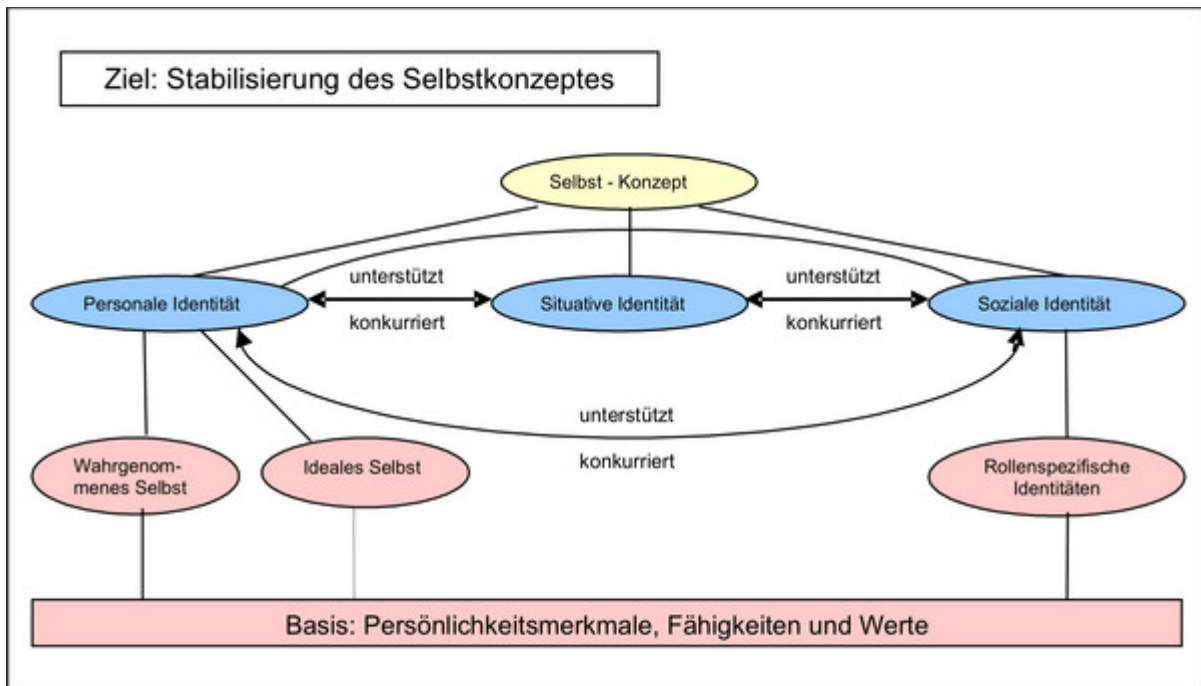 Ziel: Stabilisierung des Selbstkonzeptes
Selbst - Konzept
unterstützt
unterstützt
Personale Identität
Situative Identität
Soziale Identität
konkurriert
konkurriert
unterstützt
konkurriert
Wahrgenom-
menes Selbst
Ideales Selbst
Rollenspezifische
Identitäten
Basis: Persönlichkeitsmerkmale, Fähigkeiten und Werte